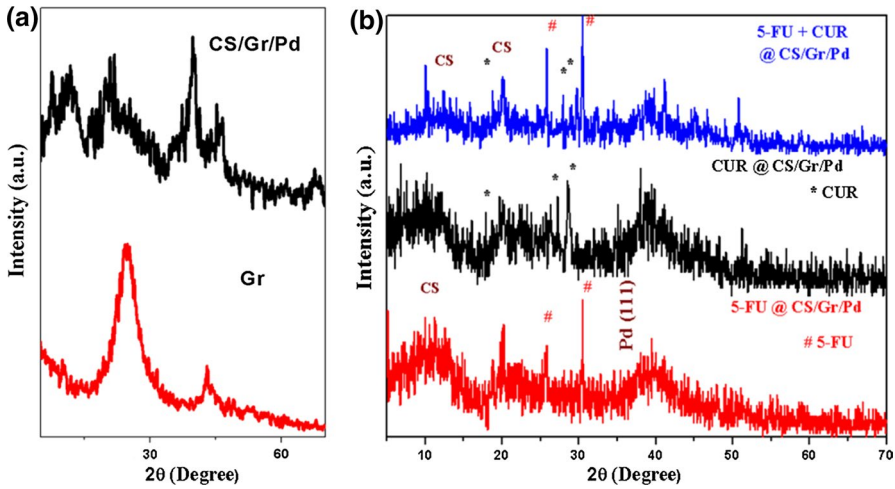 (a)
CS/Gr/Pd
Gr
Intensity (a.u.)
30
60
2θ (Degree)
(b)
#
#
5-FU + CUR
@ CS/Gr/Pd
CS
*
CS
*
*
CUR @ CS/Gr/Pd
* CUR
*
*
*
5-FU @ CS/Gr/Pd
# 5-FU
CS
#
#
Pd (111)
Intensity (a.u.)
10
20
30
40
50
60
70
2θ (Degree)